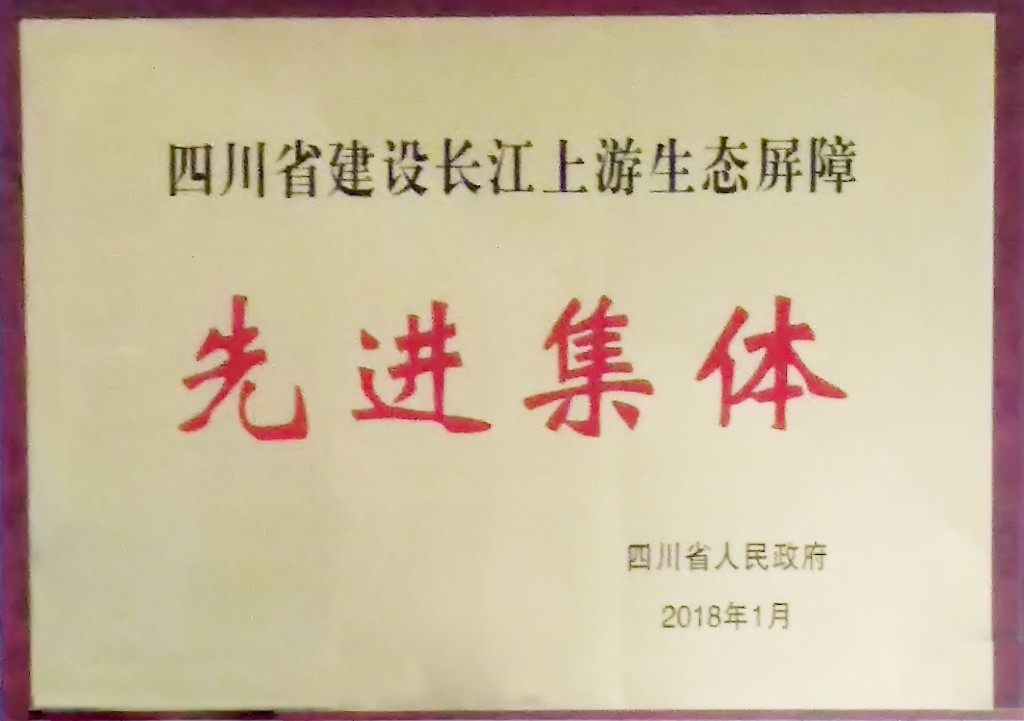 四川省建设长江上游生态屏障
先进集体
四川省人民政府
2018年1月